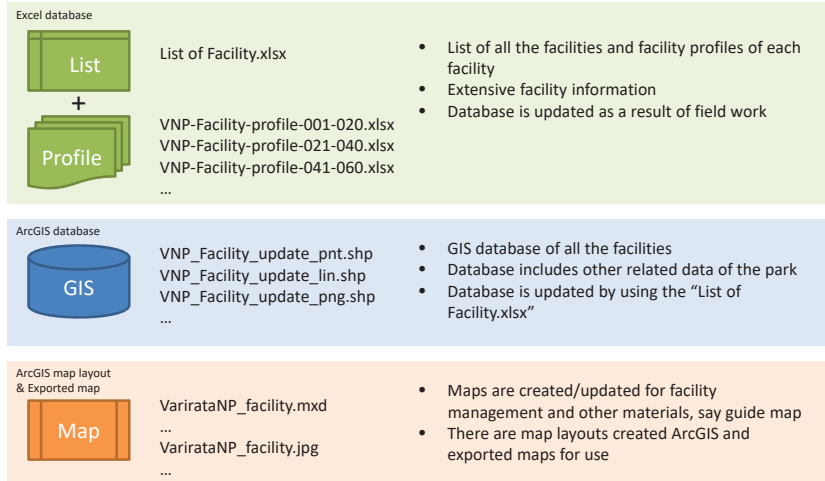 Excel database
List
+
Profile
List of Facility.xlsx
VNP-Facility-profile-001-020.xlsx
VNP-Facility-profile-021-040.xlsx
VNP-Facility-profile-041-060.xlsx
…
• List of all the facilities and facility profiles of each
facility
• Extensive facility information
• Database is updated as a result of field work
ArcGIS database
GIS
VNP_Facility_update_pnt.shp
VNP_Facility_update_lin.shp
VNP_Facility_update_png.shp
…
• GIS database of all the facilities
• Database includes other related data of the park
• Database is updated by using the “List of
Facility.xlsx”
ArcGIS map layout
& Exported map
Map
VarirataNP_facility.mxd
…
VarirataNP_facility.jpg
…
• Maps are created/updated for facility
management and other materials, say guide map
• There are map layouts created ArcGIS and
exported maps for use